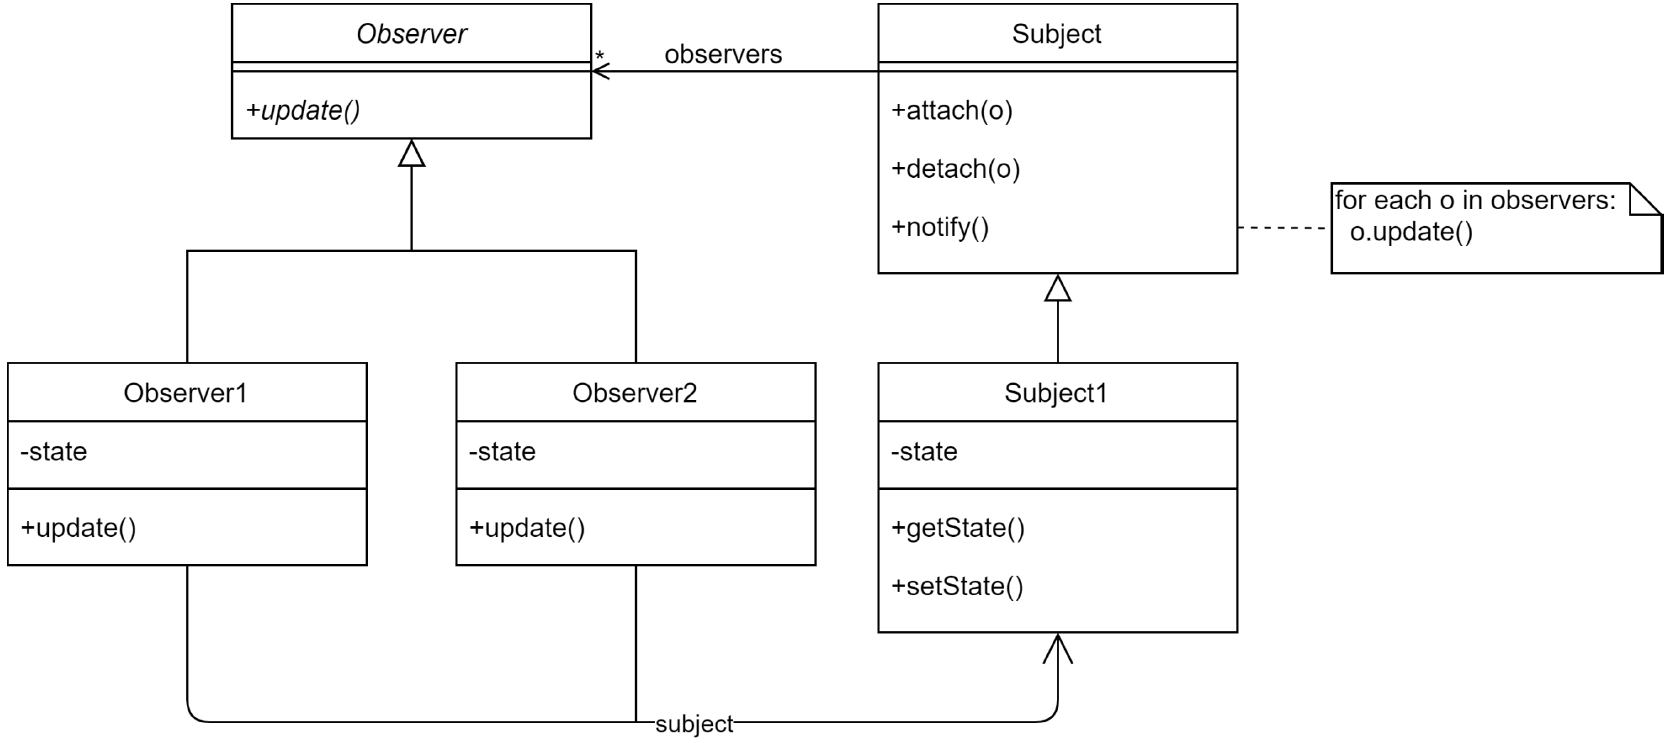 Observer
+update()
*
observers
Subject
+attach(o)
+detach(o)
+notify()
for each o in observers:
o.update()
Observer1
-state
+update()
Observer2
-state
+update()
Subject1
-state
+getState()
+setState()
subject